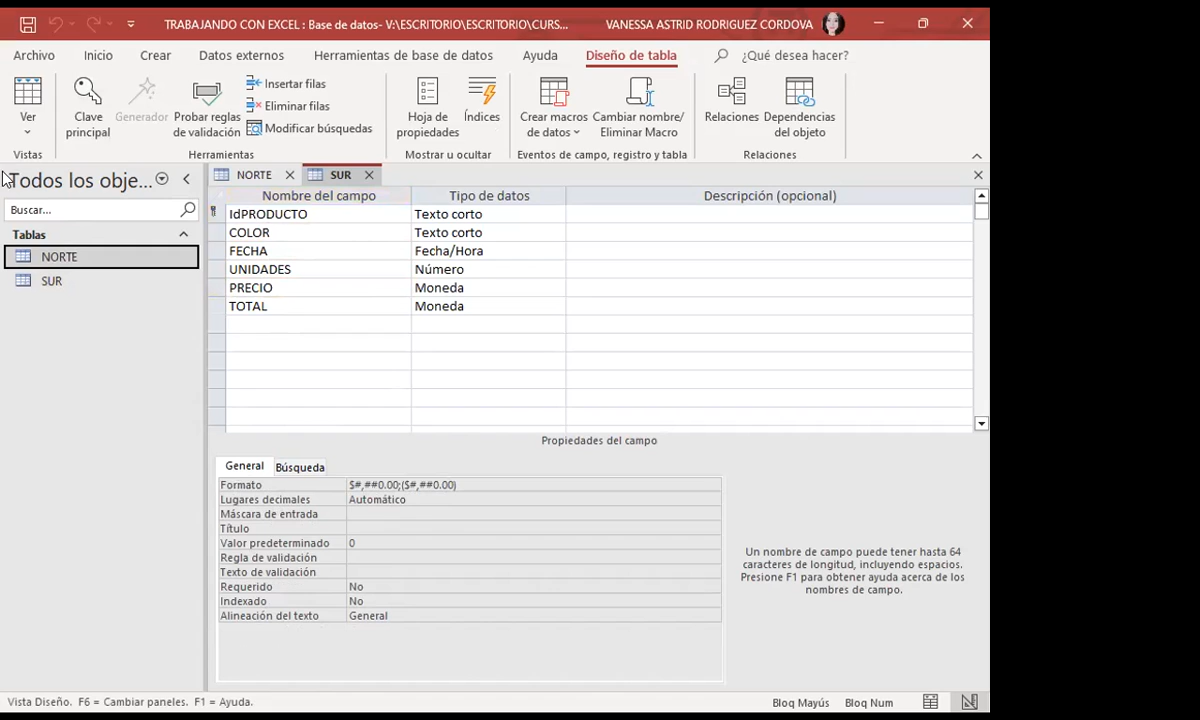 TRABAJANDO CON EXCEL : Base de datos- V:\ESCRITORIO\ESCRITORIO\CURS...
VANESSA ASTRID RODRIGUEZ CORDOVA
Archivo
Inicio
Crear
Datos externos
Herramientas de base de datos
Ayuda
Diseño de tabla
¿Qué desea hacer?
Ver
Clave principal
Generador
Probar reglas de validación
Insertar filas
Eliminar filas
Modificar búsquedas
Hoja de propiedades
Índices
Crear macros de datos
Cambiar nombre/ Eliminar Macro
Relaciones
Dependencias del objeto
Vistas
Herramientas
Mostrar u ocultar
Eventos de campo, registro y tabla
Relaciones
Todos los obje...
Buscar...
Tablas
NORTE
SUR
NORTE
SUR
Nombre del campo Tipo de datos Descripción (opcional)
IdPRODUCTO Texto corto
COLOR Texto corto
FECHA Fecha/Hora
UNIDADES Número
PRECIO Moneda
TOTAL Moneda
Propiedades del campo
General Búsqueda
Formato $#,##0.00;($#,##0.00)
Lugares decimales Automático
Máscara de entrada
Título
Valor predeterminado 0
Regla de validación
Texto de validación
Requerido No
Indexado No
Alineación del texto General
Un nombre de campo puede tener hasta 64
caracteres de longitud, incluyendo espacios.
Presione F1 para obtener ayuda acerca de los
nombres de campo.
Vista Diseño. F6 = Cambiar paneles. F1 = Ayuda.
Bloq Mayús Bloq Num